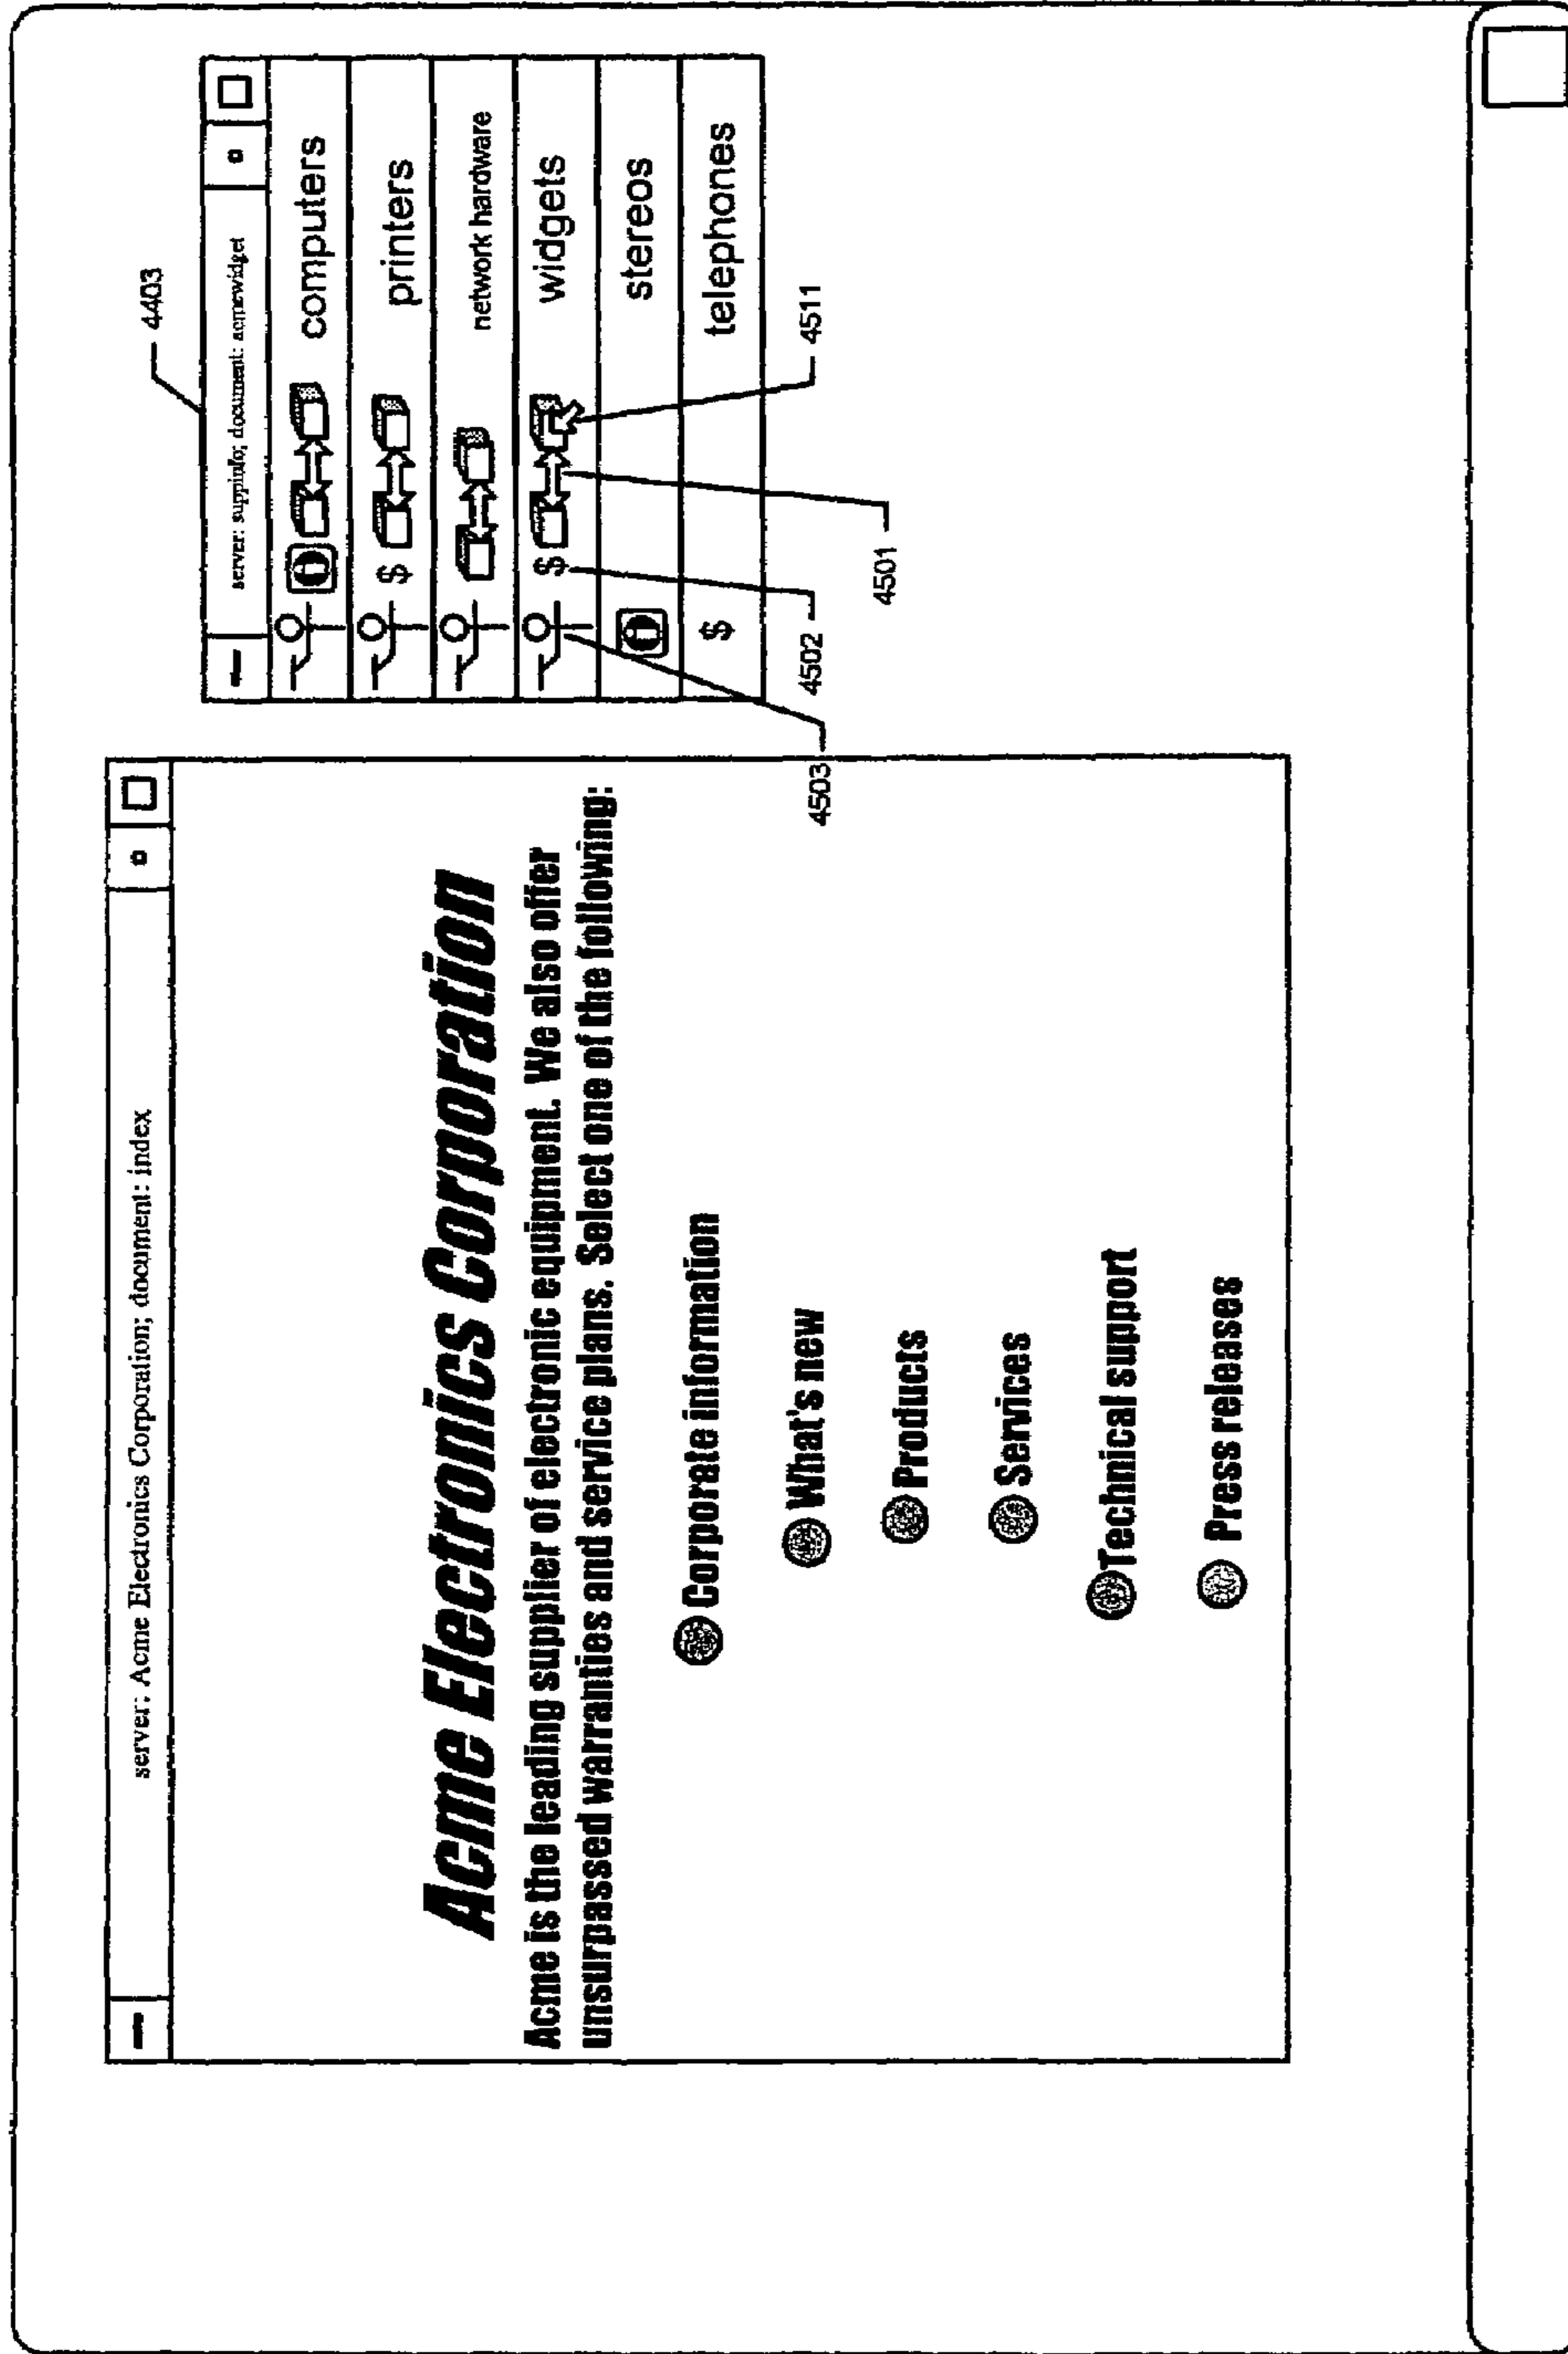 server: Acme Electronics Corporation; document: index
Acme Electronics Corporation
Acme is the leading supplier of electronic equipment. We also offer
unsurpassed warranties and service plans. Select one of the following:
Corporate information
What's new
Products
Services
Technical support
Press releases
4403
server: suppinfo; document: acmewidget
computers
$ printers
network hardware
$ widgets
stereos
$ telephones
4503
4502
4501
4511